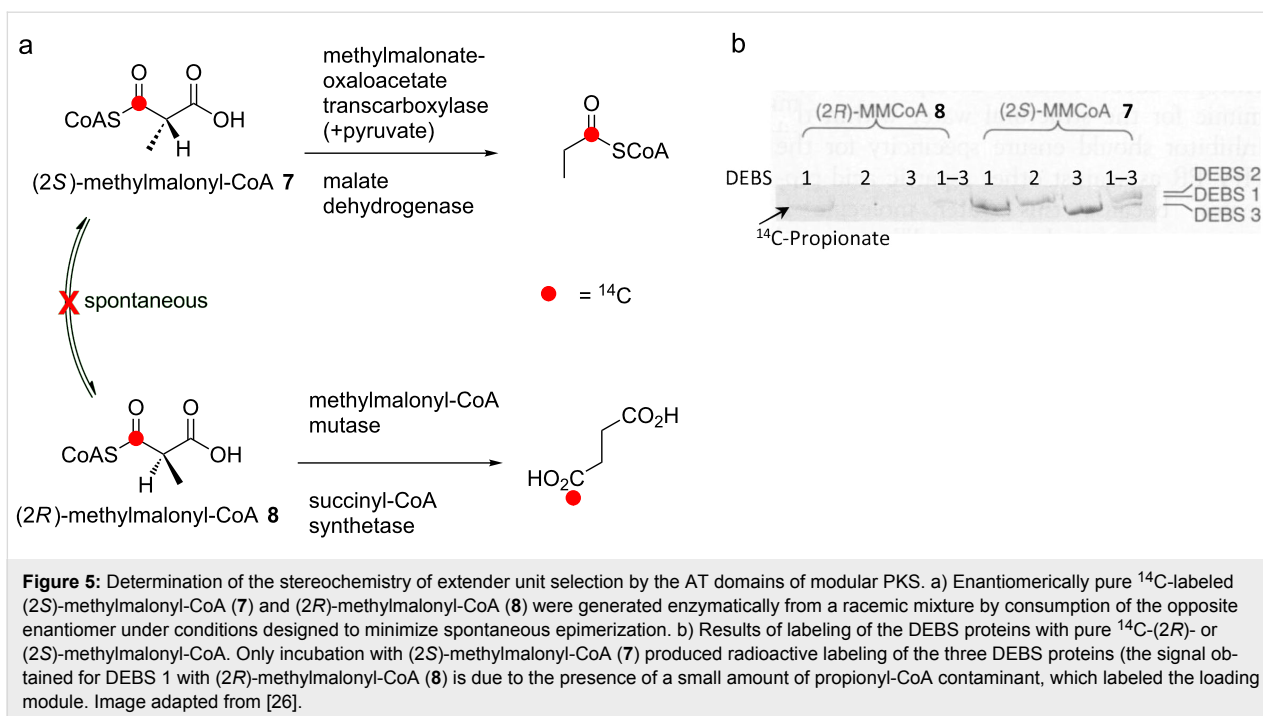 a
methylmalonate-
oxaloacetate
transcarboxylase
(+pyruvate)
malate
dehydrogenase
O O
CoAS OH
H
(2S)-methylmalonyl-CoA 7
O
SCoA
X spontaneous
= 14C
O O
CoAS OH
H
(2R)-methylmalonyl-CoA 8
methylmalonyl-CoA
mutase
succinyl-CoA
synthetase
CO2H
HO2C
b
(2R)-MMCoA 8 (2S)-MMCoA 7
DEBS 1 2 3 1–3 1 2 3 1–3
DEBS 2
DEBS 1
DEBS 3
14C-Propionate
Figure 5: Determination of the stereochemistry of extender unit selection by the AT domains of modular PKS. a) Enantiomerically pure 14C-labeled
(2S)-methylmalonyl-CoA (7) and (2R)-methylmalonyl-CoA (8) were generated enzymatically from a racemic mixture by consumption of the opposite
enantiomer under conditions designed to minimize spontaneous epimerization. b) Results of labeling of the DEBS proteins with pure 14C-(2R)- or
(2S)-methylmalonyl-CoA. Only incubation with (2S)-methylmalonyl-CoA (7) produced radioactive labeling of the three DEBS proteins (the signal ob-
tained for DEBS 1 with (2R)-methylmalonyl-CoA (8) is due to the presence of a small amount of propionyl-CoA contaminant, which labeled the loading
module. Image adapted from [26].